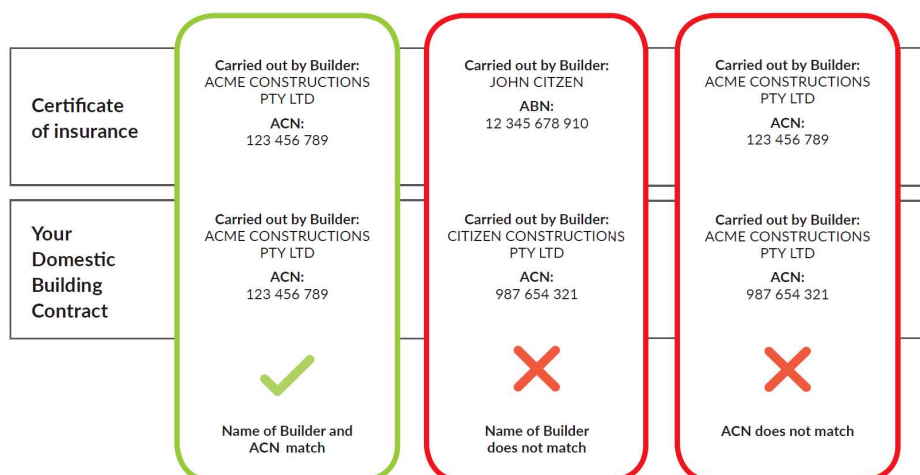 Certificate
of insurance
Carried out by Builder:
ACME CONSTRUCTIONS
PTY LTD
ACN:
123 456 789
Carried out by Builder:
JOHN CITZEN
ABN:
12 345 678 910
Carried out by Builder:
ACME CONSTRUCTIONS
PTY LTD
ACN:
123 456 789
Your
Domestic
Building
Contract
Carried out by Builder:
ACME CONSTRUCTIONS
PTY LTD
ACN:
123 456 789
Carried out by Builder:
CITIZEN CONSTRUCTIONS
PTY LTD
ACN:
987 654 321
Carried out by Builder:
ACME CONSTRUCTIONS
PTY LTD
ACN:
987 654 321
Name of Builder and
ACN match
Name of Builder
does not match
ACN does not match